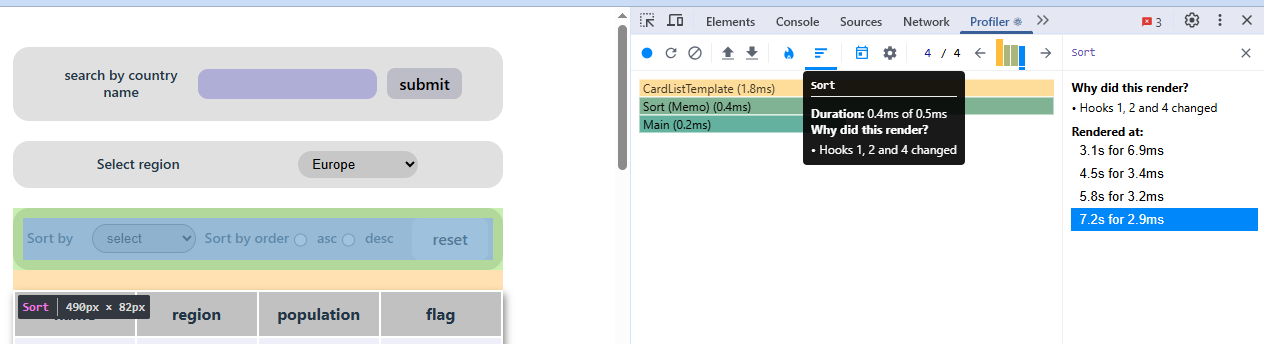 Elements Console Sources Network Profiler ⚛ 3
search by country name
submit
4 / 4
Sort
CardListTemplate (1.8ms)
Sort (Memo) (0.4ms)
Main (0.2ms)
Sort
Duration: 0.4ms of 0.5ms
Why did this render?
• Hooks 1, 2 and 4 changed
Why did this render?
• Hooks 1, 2 and 4 changed
Rendered at:
3.1s for 6.9ms
4.5s for 3.4ms
5.8s for 3.2ms
7.2s for 2.9ms
Select region Europe
Sort by select Sort by order asc desc reset
Sort | 490px × 82px
region population flag